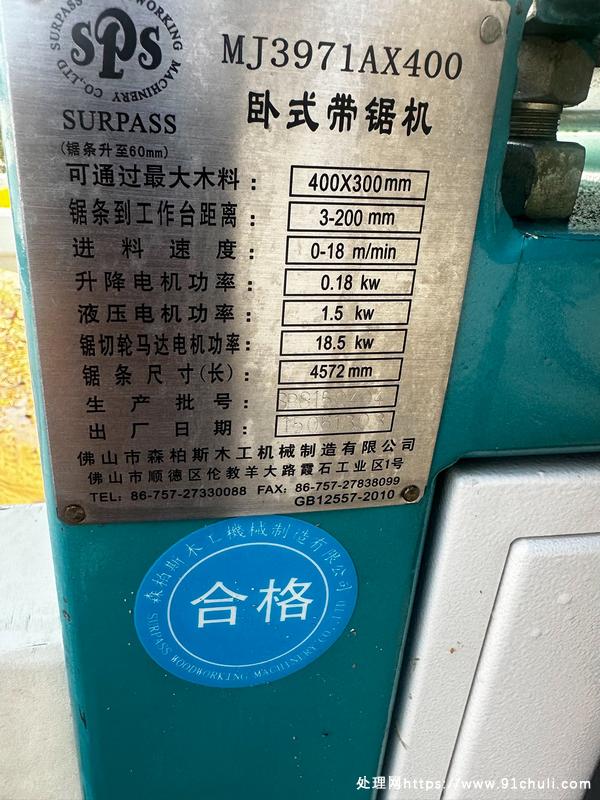 SURPASS WOODWORKING MACHINERY CO.,LTD
SPS
MJ3971AX400
SURPASS
卧式带锯机
(锯条升至60mm)
可通过最大木料: 400X300mm
锯条到工作台距离: 3-200 mm
进料速度: 0-18 m/min
升降电机功率: 0.18 kw
液压电机功率: 1.5 kw
锯切轮马达电机功率: 18.5 kw
锯条尺寸(长): 4572mm
生产批号:
出厂日期:
佛山市森柏斯木工机械制造有限公司
佛山市顺德区伦教羊大路霞石工业区1号
TEL: 86-757-27330088 FAX: 86-757-27838099
GB12557-2010
森柏斯木工機械制造有限公司
合格
SURPASS WOODWORKING MACHINERY CO., LTD
处理网https://www.91chuli.com